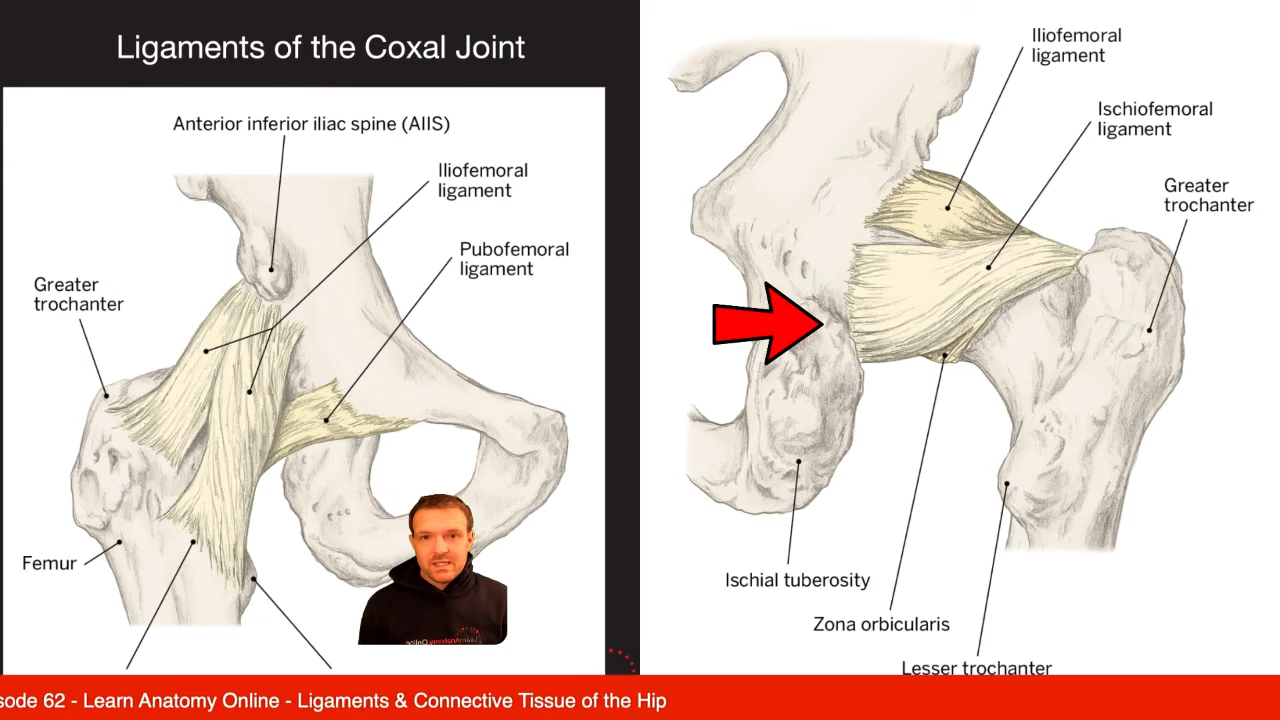 Ligaments of the Coxal Joint
Anterior inferior iliac spine (AIIS)
Iliofemoral
ligament
Pubofemoral
ligament
Greater
trochanter
Femur
Iliofemoral
ligament
Ischiofemoral
ligament
Greater
trochanter
Ischial tuberosity
Zona orbicularis
Lesser trochanter
sode 62 - Learn Anatomy Online - Ligaments & Connective Tissue of the Hip